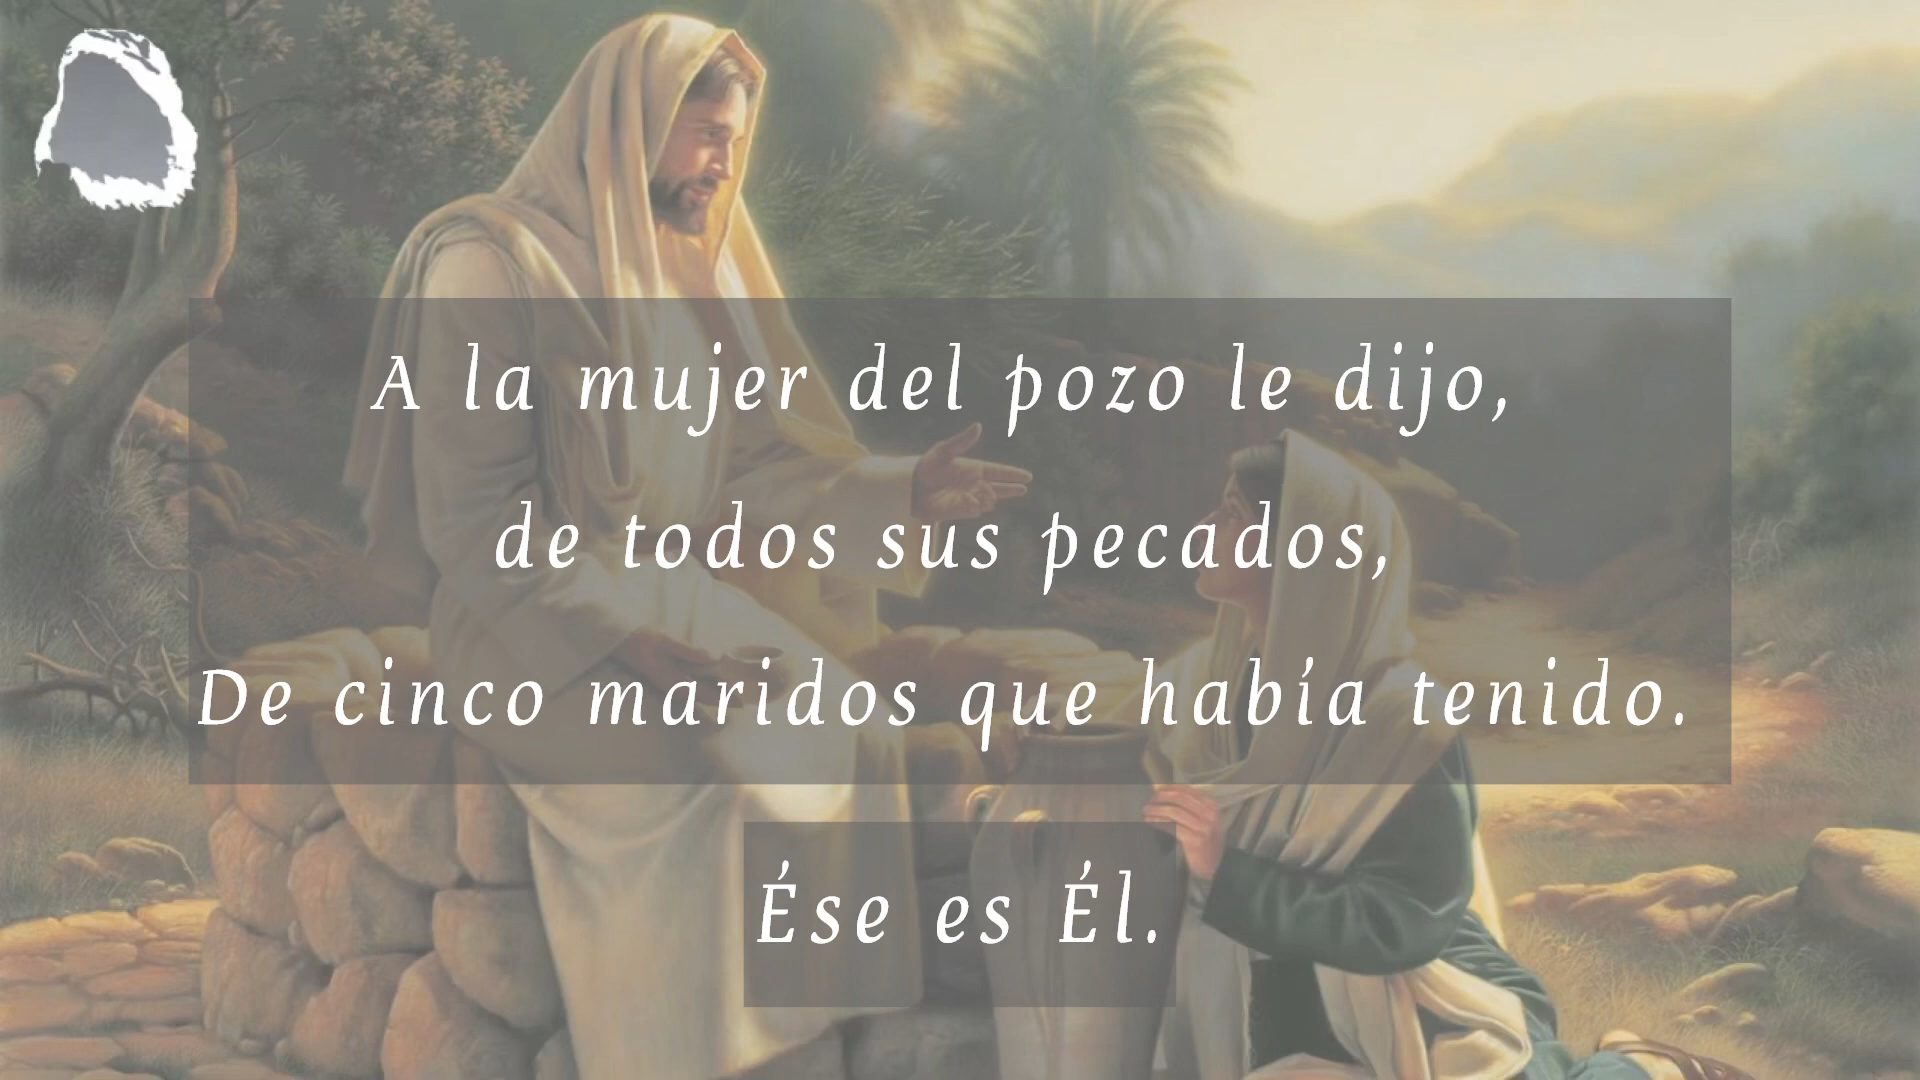 A la mujer del pozo le dijo,
de todos sus pecados,
De cinco maridos que había tenido.
Ése es Él.